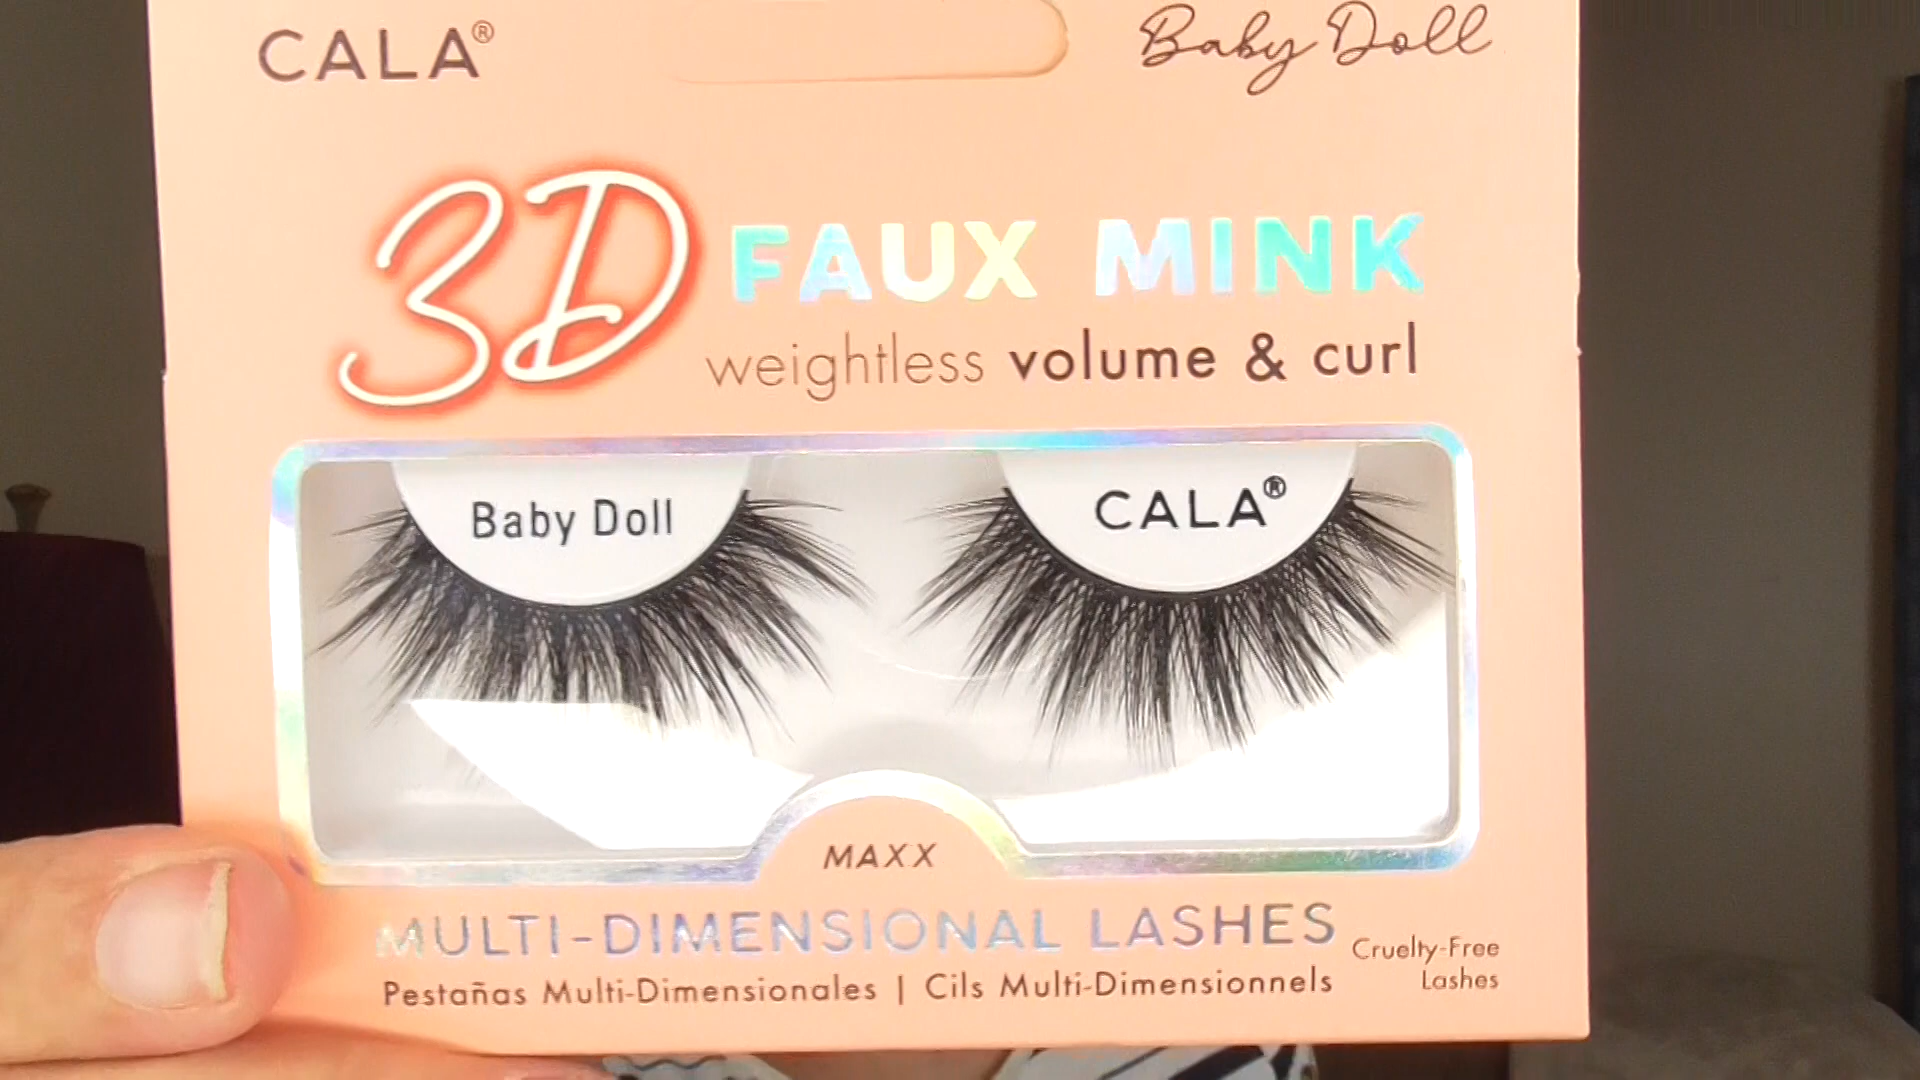 CALA®
Baby Doll
3D FAUX MINK
weightless volume & curl
Baby Doll
CALA®
MAXX
MULTI-DIMENSIONAL LASHES
Cruelty-Free
Lashes
Pestañas Multi-Dimensionales | Cils Multi-Dimensionnels